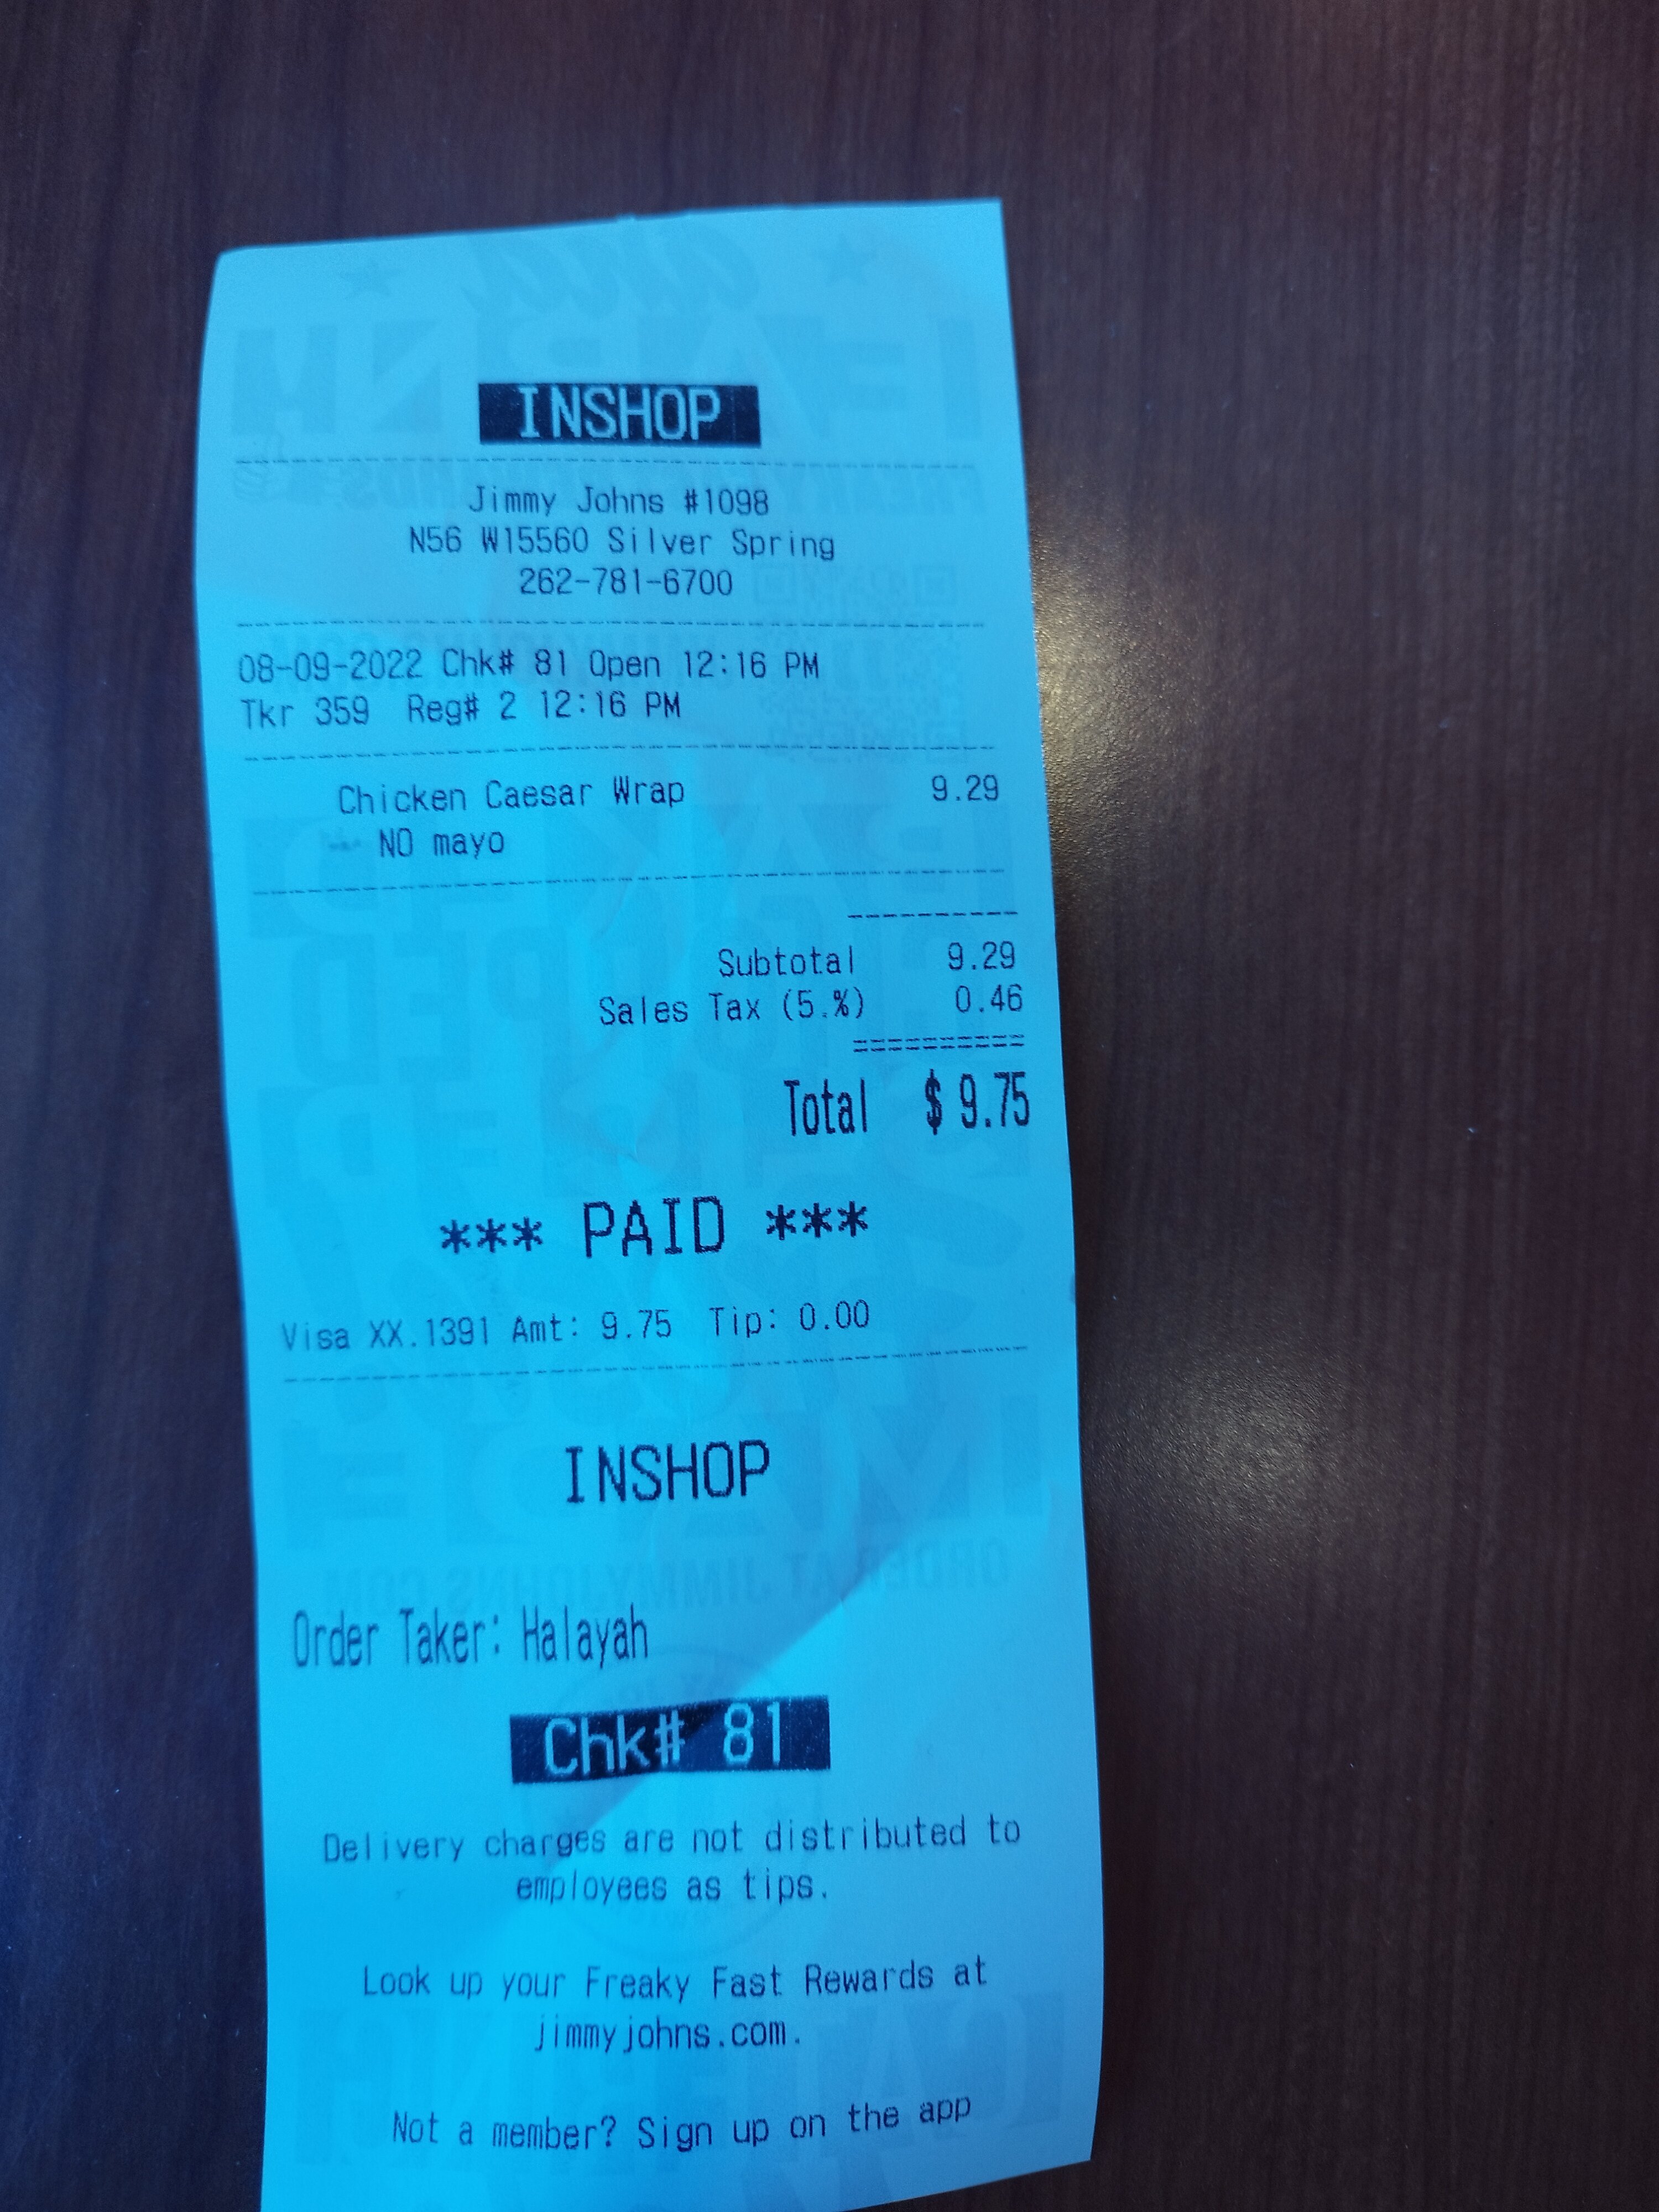 INSHOP
Jimmy Johns #1098
N56 W15560 Silver Spring
262-781-6700
08-09-2022 Chk# 81 Open 12:16 PM
Tkr 359 Reg# 2 12:16 PM
Chicken Caesar Wrap 9.29
NO mayo
Subtotal 9.29
Sales Tax (5.%) 0.46
Total $ 9.75
*** PAID ***
Visa XX.1391 Amt: 9.75 Tip: 0.00
INSHOP
ORDER AT JIMMYJOHNS.COM
Order Taker: Halayah
Chk# 81
Delivery charges are not distributed to
employees as tips.
Look up your Freaky Fast Rewards at
jimmyjohns.com.
Not a member? Sign up on the app